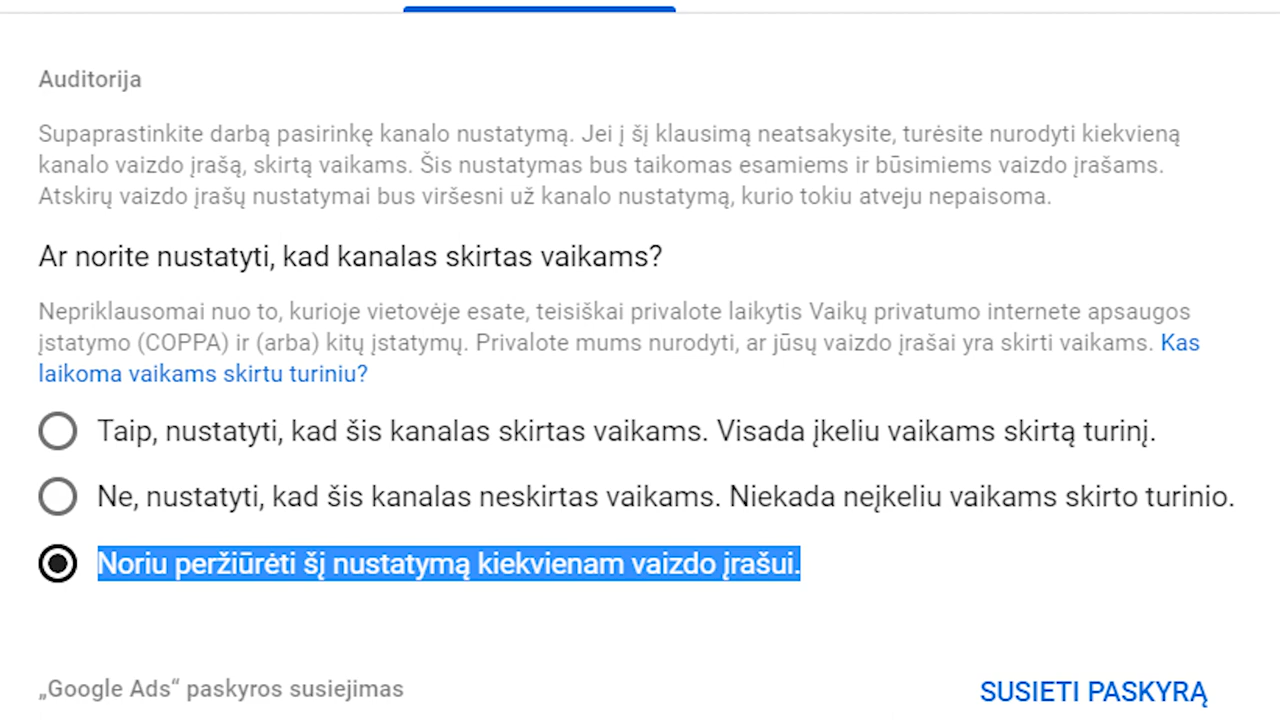 Auditorija
Supaprastinkite darbą pasirinkę kanalo nustatymą. Jei į šį klausimą neatsakysite, turėsite nurodyti kiekvieną
kanalo vaizdo įrašą, skirtą vaikams. Šis nustatymas bus taikomas esamiems ir būsimiems vaizdo įrašams.
Atskirų vaizdo įrašų nustatymai bus viršesni už kanalo nustatymą, kurio tokiu atveju nepaisoma.
Ar norite nustatyti, kad kanalas skirtas vaikams?
Nepriklausomai nuo to, kurioje vietovėje esate, teisiškai privalote laikytis Vaikų privatumo internete apsaugos
įstatymo (COPPA) ir (arba) kitų įstatymų. Privalote mums nurodyti, ar jūsų vaizdo įrašai yra skirti vaikams. Kas
laikoma vaikams skirtu turiniu?
Taip, nustatyti, kad šis kanalas skirtas vaikams. Visada įkeliu vaikams skirtą turinį.
Ne, nustatyti, kad šis kanalas neskirtas vaikams. Niekada neįkeliu vaikams skirto turinio.
Noriu peržiūrėti šį nustatymą kiekvienam vaizdo įrašui.
„Google Ads“ paskyros susiejimas
SUSIETI PASKYRĄ